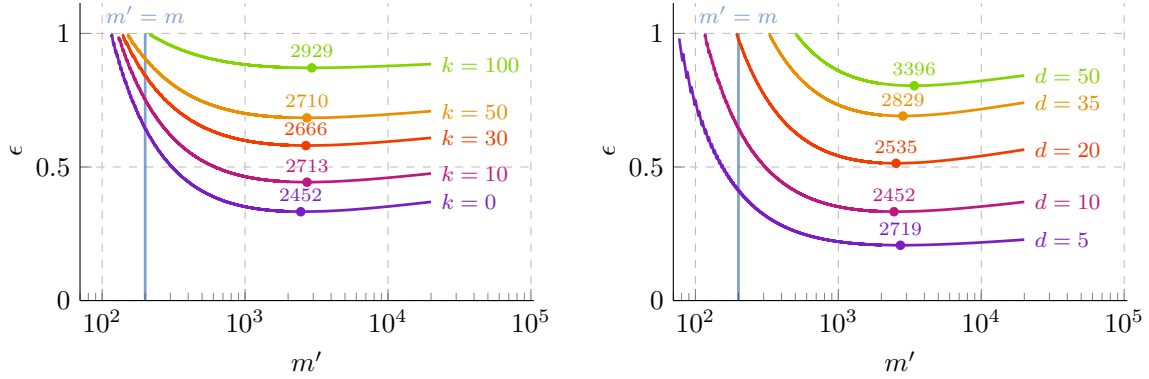 m′ = m
1
2929
k = 100
2710
k = 50
2666
k = 30
ϵ
0.5
2713
k = 10
2452
k = 0
0
10²
10³
10⁴
10⁵
m′
m′ = m
1
3396
d = 50
2829
d = 35
2535
d = 20
ϵ
0.5
2452
d = 10
2719
d = 5
0
10²
10³
10⁴
10⁵
m′